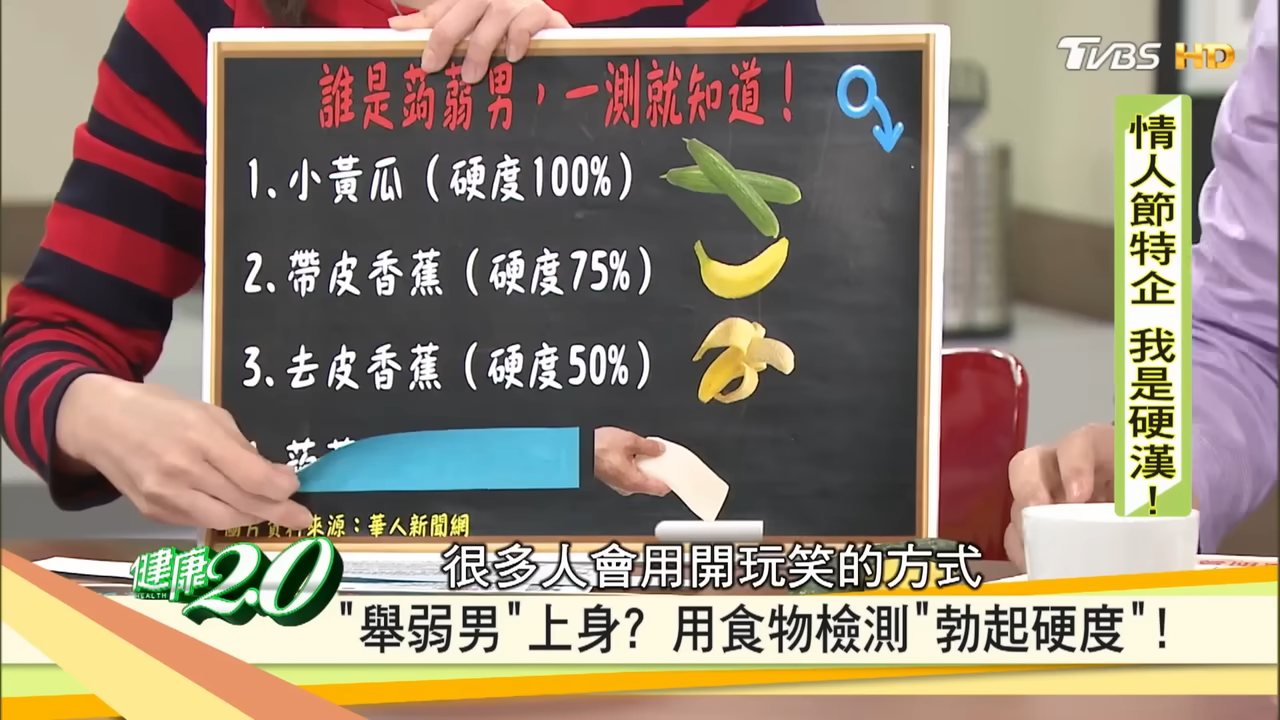 TVBS HD
誰是蒟蒻男，一測就知道！
1.小黃瓜（硬度100%）
2.帶皮香蕉（硬度75%）
3.去皮香蕉（硬度50%）
蒟
圖片資料來源：華人新聞網
情人節特企 我是硬漢！
健康2.0
HEALTH
很多人會用開玩笑的方式
"舉弱男"上身? 用食物檢測"勃起硬度"！